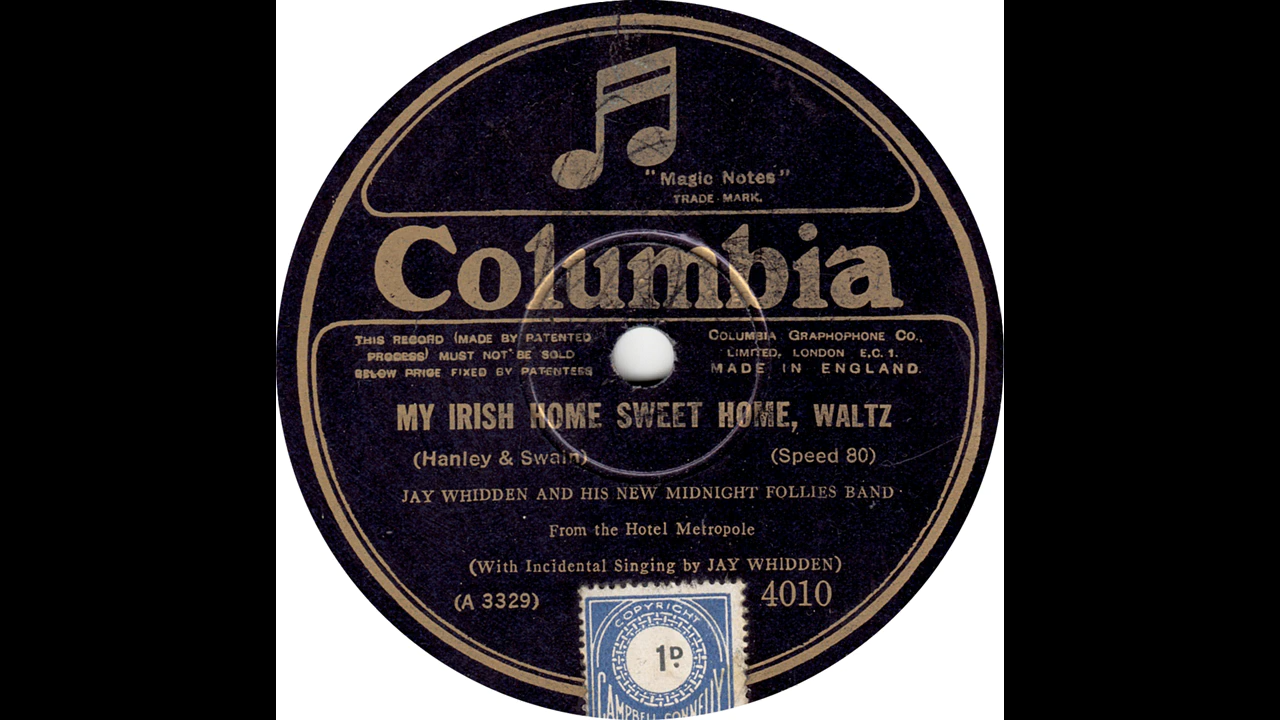 "Magic Notes"
TRADE MARK.
Columbia
THIS RECORD (MADE BY PATENTED
PROCESS) MUST NOT BE SOLD
BELOW PRICE FIXED BY PATENTEES
COLUMBIA GRAPHOPHONE CO.,
LIMITED, LONDON E.C.1.
MADE IN ENGLAND.
MY IRISH HOME SWEET HOME, WALTZ
(Hanley & Swain) (Speed 80)
JAY WHIDDEN AND HIS NEW MIDNIGHT FOLLIES BAND
From the Hotel Metropole
(With Incidental Singing by JAY WHIDDEN)
(A 3329) 4010
COPYRIGHT
1D.
CAMPBELL CONNELLY